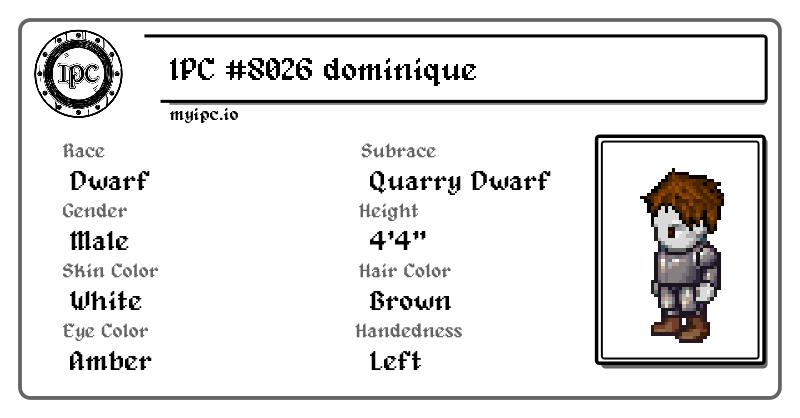 IPC
IPC #8026 dominique
myipc.io
Race
Dwarf
Subrace
Quarry Dwarf
Gender
Male
Height
4'4"
Skin Color
White
Hair Color
Brown
Eye Color
Amber
Handedness
Left